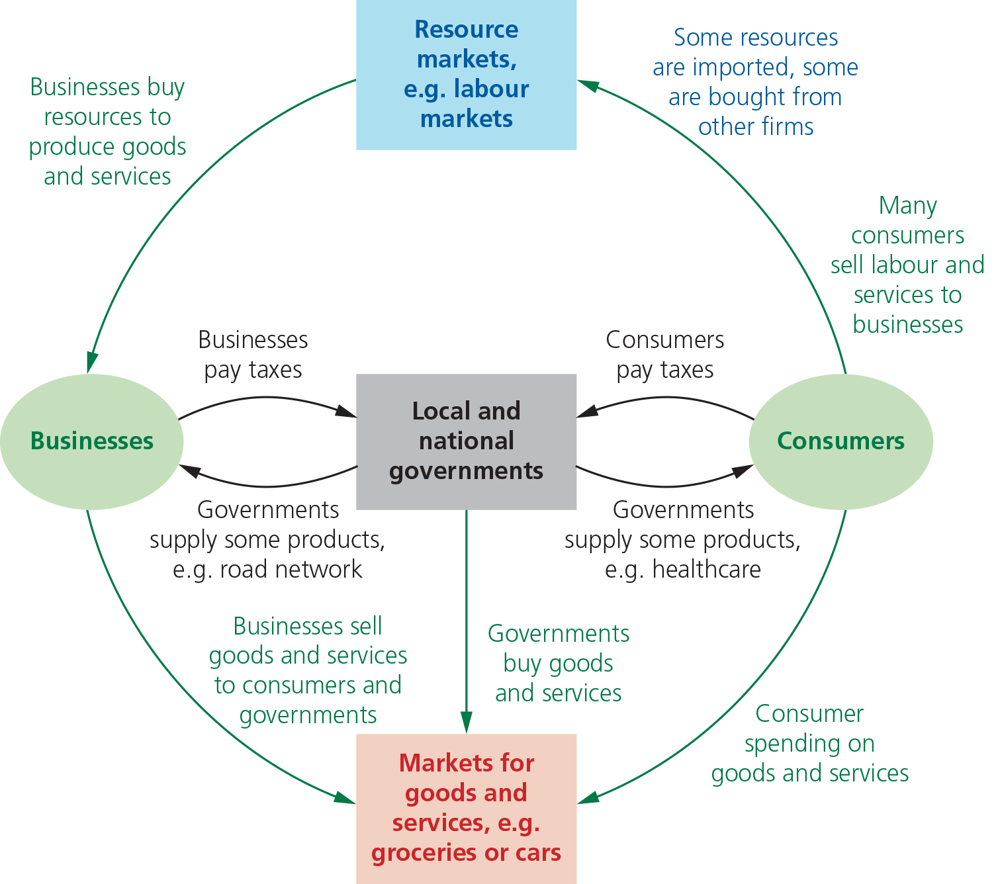 Resource
markets,
e.g. labour
markets
Some resources
are imported, some
are bought from
other firms
Businesses buy
resources to
produce goods
and services
Many
consumers
sell labour and
services to
businesses
Businesses
pay taxes
Consumers
pay taxes
Businesses
Local and
national
governments
Consumers
Governments
supply some products,
e.g. road network
Governments
supply some products,
e.g. healthcare
Businesses sell
goods and services
to consumers and
governments
Governments
buy goods
and services
Consumer
spending on
goods and services
Markets for
goods and
services, e.g.
groceries or cars